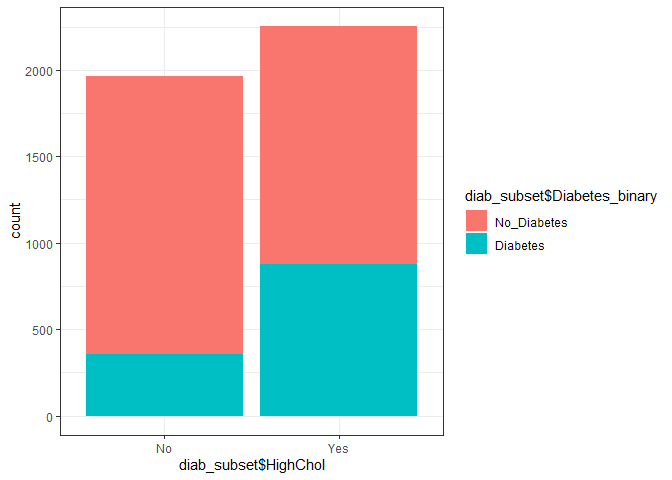 2000
1500
1000
500
0
count
No
Yes
diab_subset$HighChol
diab_subset$Diabetes_binary
No_Diabetes
Diabetes